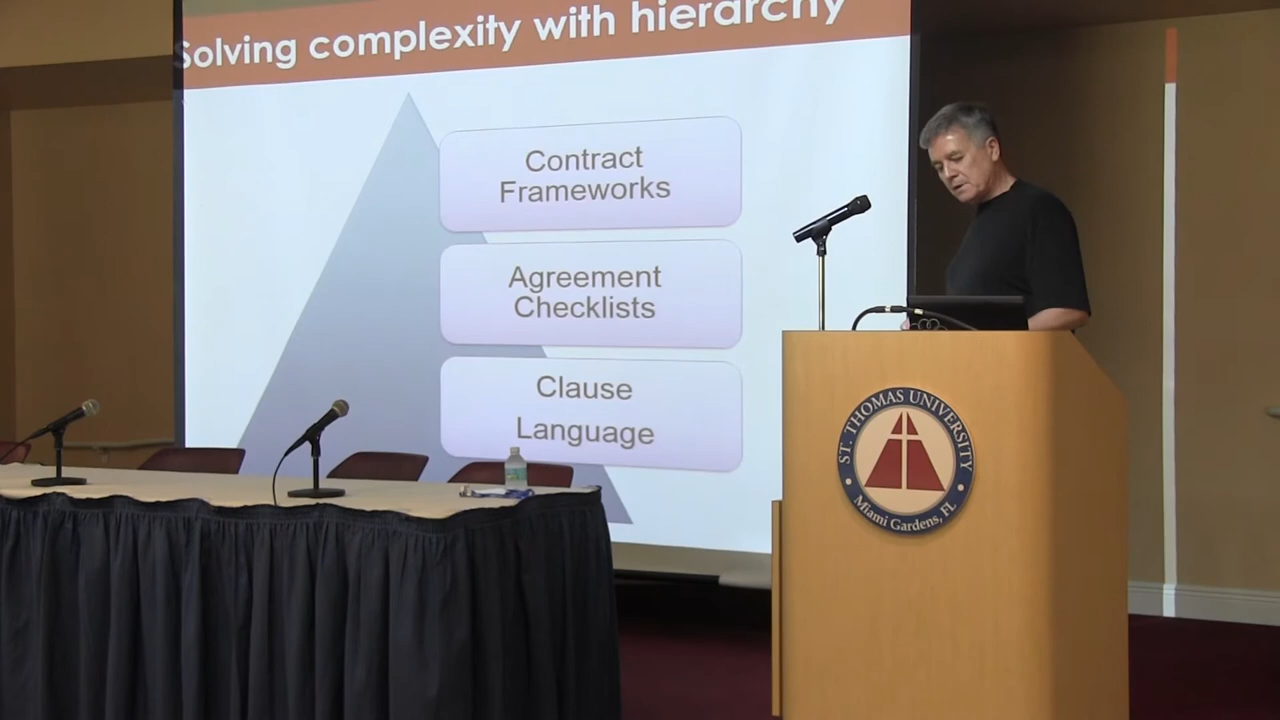 Solving complexity with hierarchy
Contract
Frameworks
Agreement
Checklists
Clause
Language
ST. THOMAS UNIVERSITY
Miami Gardens, FL